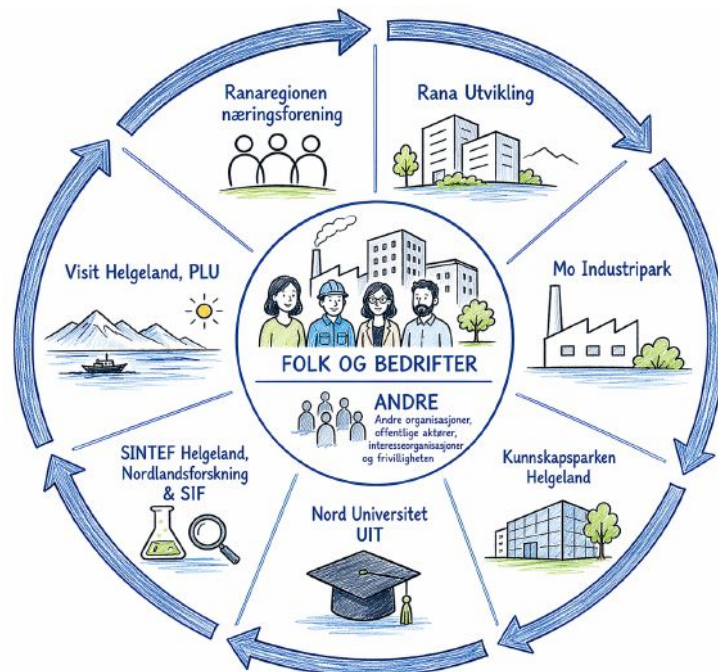 Ranaregionen
næringsforening
Rana Utvikling
Mo Industripark
Kunnskapsparken
Helgeland
Nord Universitet
UIT
SINTEF Helgeland,
Nordlandsforskning
& SIF
Visit Helgeland, PLU
FOLK OG BEDRIFTER
ANDRE
Andre organisasjoner,
offentlige aktører,
interesseorganisasjoner
og frivilligheten